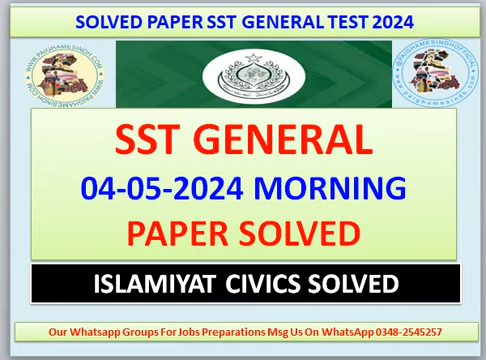 SOLVED PAPER SST GENERAL TEST 2024
SST GENERAL
04-05-2024 MORNING
PAPER SOLVED
ISLAMIYAT CIVICS SOLVED
Our Whatsapp Groups For Jobs Preparations Msg Us On WhatsApp 0348-2545257